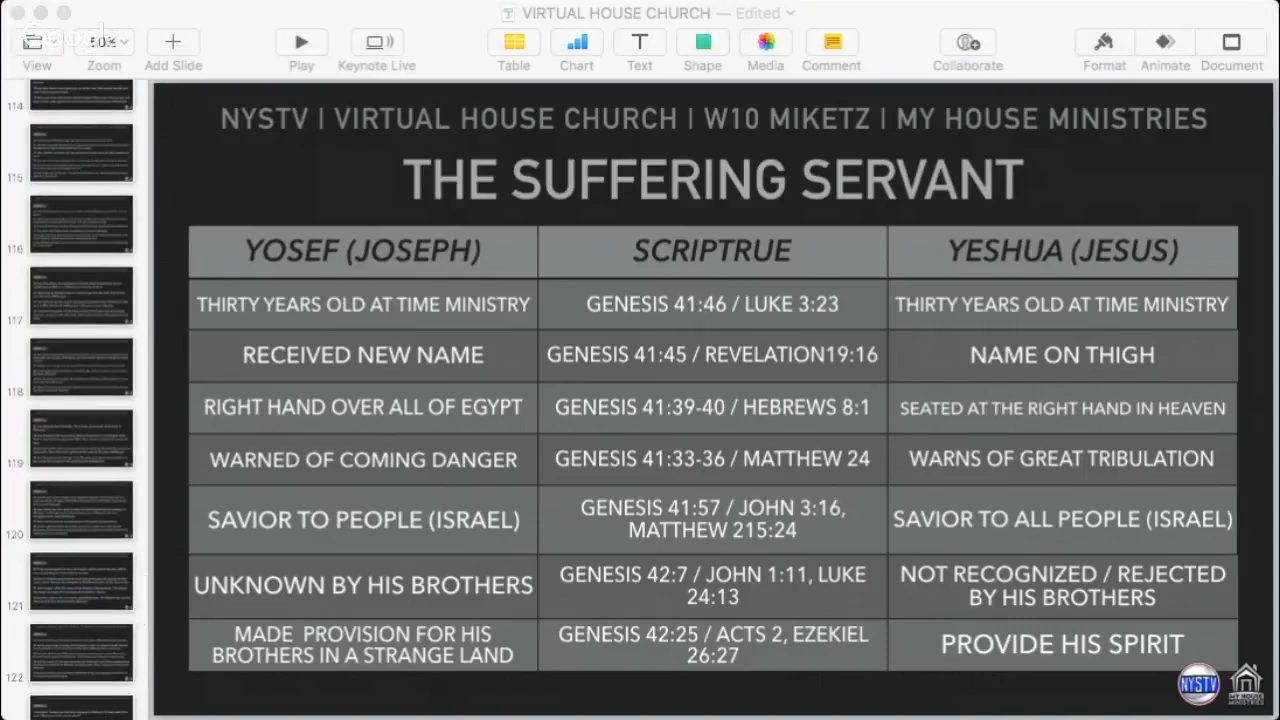 VIRTUAL HOUSE CHURCH — Edited
50%
View Zoom Add Slide Play Keynote Live Table Chart Text Shape Media Comment Collaborate Format Animate Document
114
115
116
117
118
119
120
121
122
NYSTV | VIRTUAL HOUSE CHURCH | W10 MIKETZ | MY HOUSE MINISTRIES
THE SUFFERING SERVANT
YOSEF (JOSEPH) SCRIPTRUE YESHUA (JESUS)
THIRTY YEARS OLD AT TIME MINISTRY GENESIS 41:46 / LUKE 3:23 THIRTY YEARS OLD AT TIME MINISTRY
RECEIVED NEW NAME GENESIS 41:45 / REVELATION19:16 NAME ON THIGH
RIGHT HAND OVER ALL OF EGYPT GENESIS 41:39-40 / HEBREWS 8:1 SEATED AT THE RIGHT HAND IN HEAVEN
WARNED OF COMING DANGER GENESIS 41:33-36 / MATTHEW 24 WARNS OF GREAT TRIBULATION
SAVIOR TO PEOPLE (ISRAEL) GENESIS 41:57 / JOHN 3:16, MATTHEW 215:24 SAVIOR TO ALL PEOPLE (ISRAEL)
UNKNOWN BY HIS BROTHERS GENESIS 42:7 / LUKE 24:13 NOT RECOGNIZED / REJECTED BY HIS BROTHERS
MADE PROVISION FOR HIS BROTHERS IN A STRANGE LAND GENESIS 42:25 / ACTS 2, EZEKIEL 26:27 PROVIDE HIS SPIRIT
NYSTV
MY HOUSE
MINISTRIES